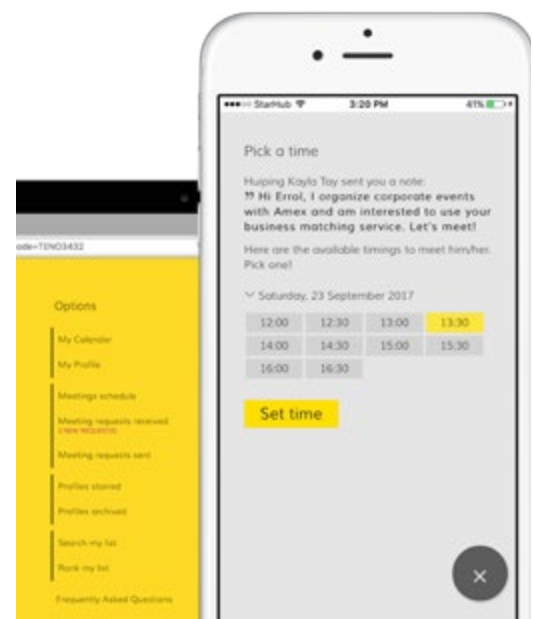 StarHub 3:20 PM 41%
Pick a time
Huiping Kayla Tay sent you a note:
Hi Errol, I organize corporate events
with Amex and am interested to use your
business matching service. Let's meet!
Here are the available timings to meet him/her.
Pick one!
Saturday, 23 September 2017
12:00 12:30 13:00 13:30
14:00 14:30 15:00 15:30
16:00 16:30
Set time
ode=TEN03432
Options
My Calendar
My Profile
Meetings schedule
Meeting requests received
Meeting requests sent
Profiles starred
Profiles archived
Search my list
Rank my list
Frequently Asked Questions